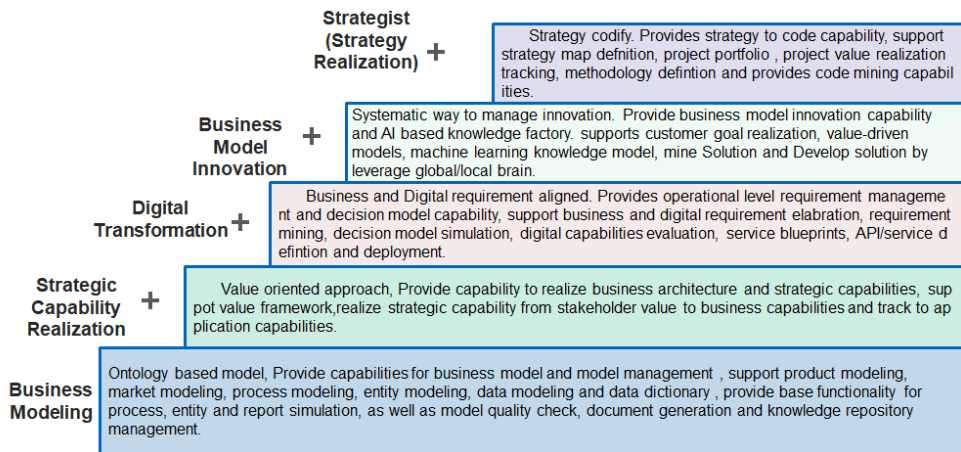 Strategist
(Strategy
Realization)
+
Strategy codify. Provides strategy to code capability, support
strategy map defnition, project portfolio , project value realization
tracking, methodology defintion and provides code mining capabil
ities.
Business
Model
Innovation
+
Systematic way to manage innovation. Provide business model innovation capability
and AI based knowledge factory. supports customer goal realization, value-driven
models, machine learning knowledge model, mine Solution and Develop solution by
leverage global/local brain.
Digital
Transformation
+
Business and Digital requirement aligned. Provides operational level requirement manageme
nt and decision model capability, support business and digital requirement elabration, requirement
mining, decision model simulation, digital capabilities evaluation, service blueprints, API/service d
efintion and deployment.
Strategic
Capability
Realization
+
Value oriented approach, Provide capability to realize business architecture and strategic capabilities, sup
pot value framework,realize strategic capability from stakeholder value to business capabilities and track to ap
plication capabilities.
Business
Modeling
Ontology based model, Provide capabilities for business model and model management , support product modeling,
market modeling, process modeling, entity modeling, data modeling and data dictionary , provide base functionality for
process, entity and report simulation, as well as model quality check, document generation and knowledge repository
management.